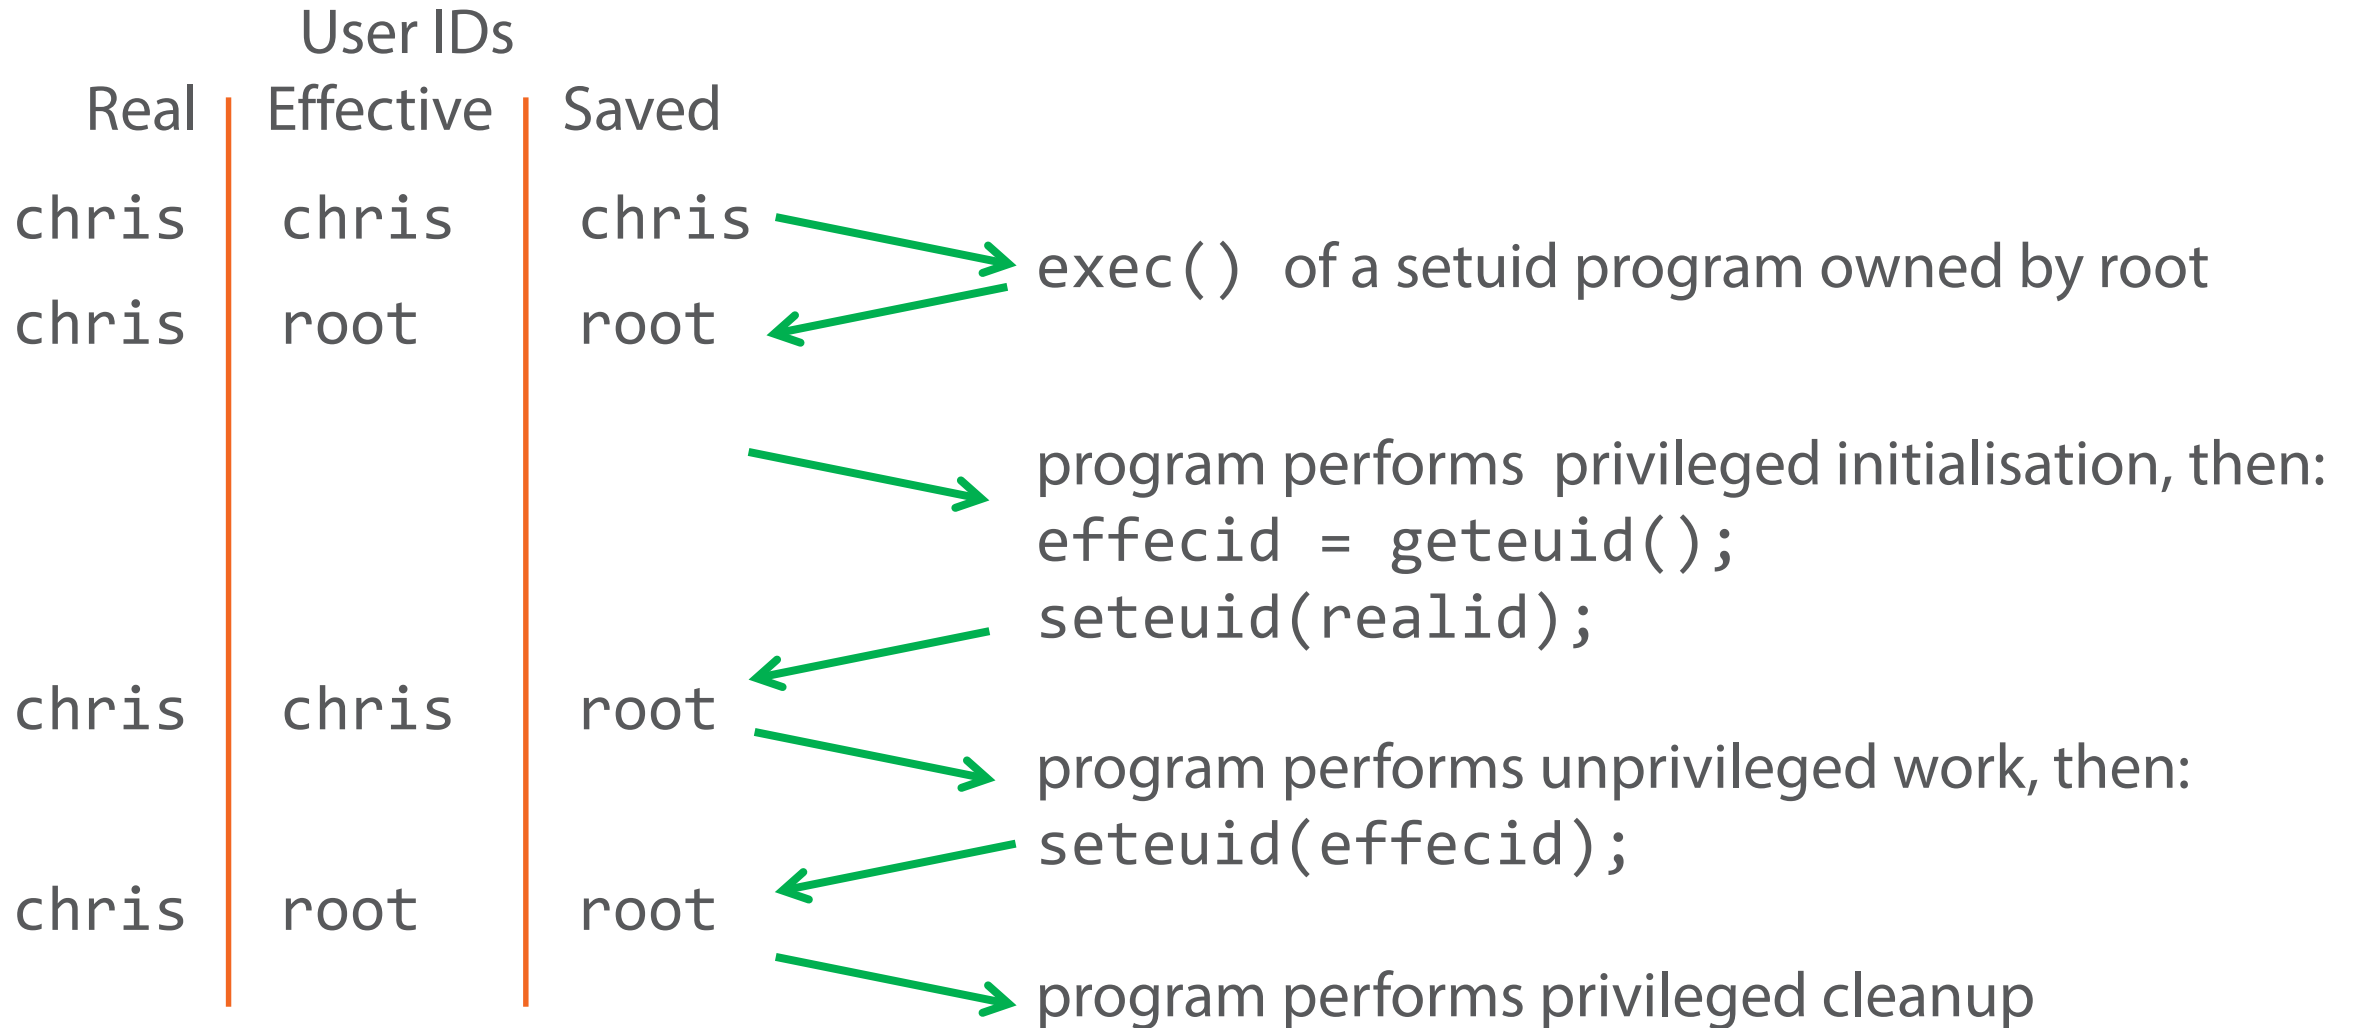 User IDs
Real Effective Saved
chris chris chris
exec() of a setuid program owned by root
chris root root
program performs privileged initialisation, then:
effecid = geteuid();
seteuid(realid);
chris chris root
program performs unprivileged work, then:
seteuid(effecid);
chris root root
program performs privileged cleanup